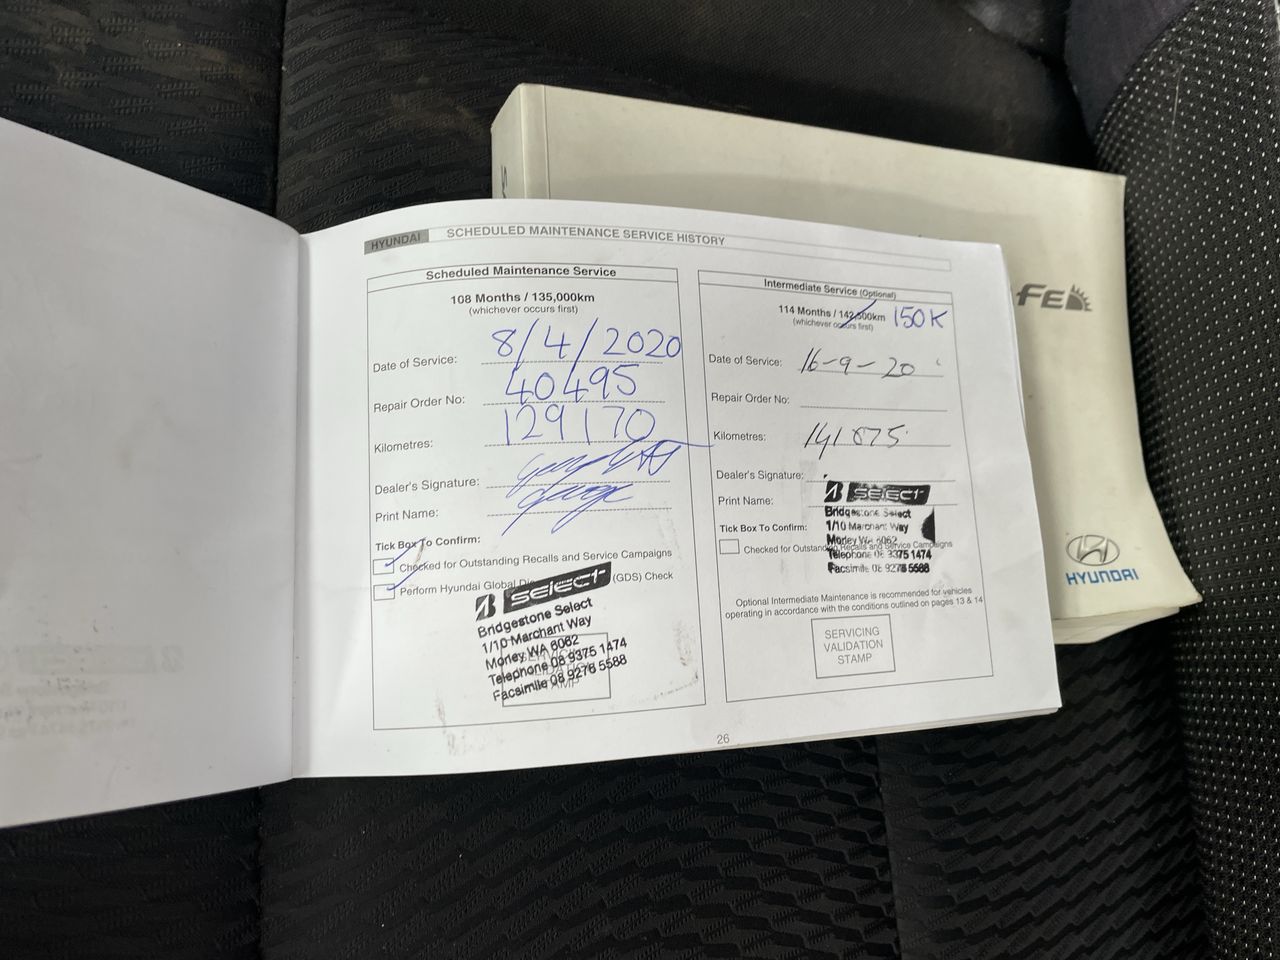 HYUNDAI SCHEDULED MAINTENANCE SERVICE HISTORY
Scheduled Maintenance Service
108 Months / 135,000km
(whichever occurs first)
Date of Service: 8/4/2020
Repair Order No: 40495
Kilometres: 129170
Dealer's Signature:
Print Name:
Tick Box To Confirm:
Checked for Outstanding Recalls and Service Campaigns
Perform Hyundai Global (GDS) Check
SELECT
Bridgestone Select
1/10 Marchant Way
Morley WA 6062
Telephone 08 9375 1474
Facsimile 08 9276 5588
Intermediate Service (Optional)
114 Months / 142,500km 150K
(whichever occurs first)
Date of Service: 16-9-20
Repair Order No:
Kilometres: 141875
Dealer's Signature:
Print Name:
Tick Box To Confirm:
Checked for Outstanding Recalls and Service Campaigns
SELECT
Bridgestone Select
1/10 Marchant Way
Morley WA 6062
Telephone 08 9375 1474
Facsimile 08 9276 5588
Optional Intermediate Maintenance is recommended for vehicles
operating in accordance with the conditions outlined on pages 13 & 14
SERVICING
VALIDATION
STAMP
26
FE
HYUNDAI